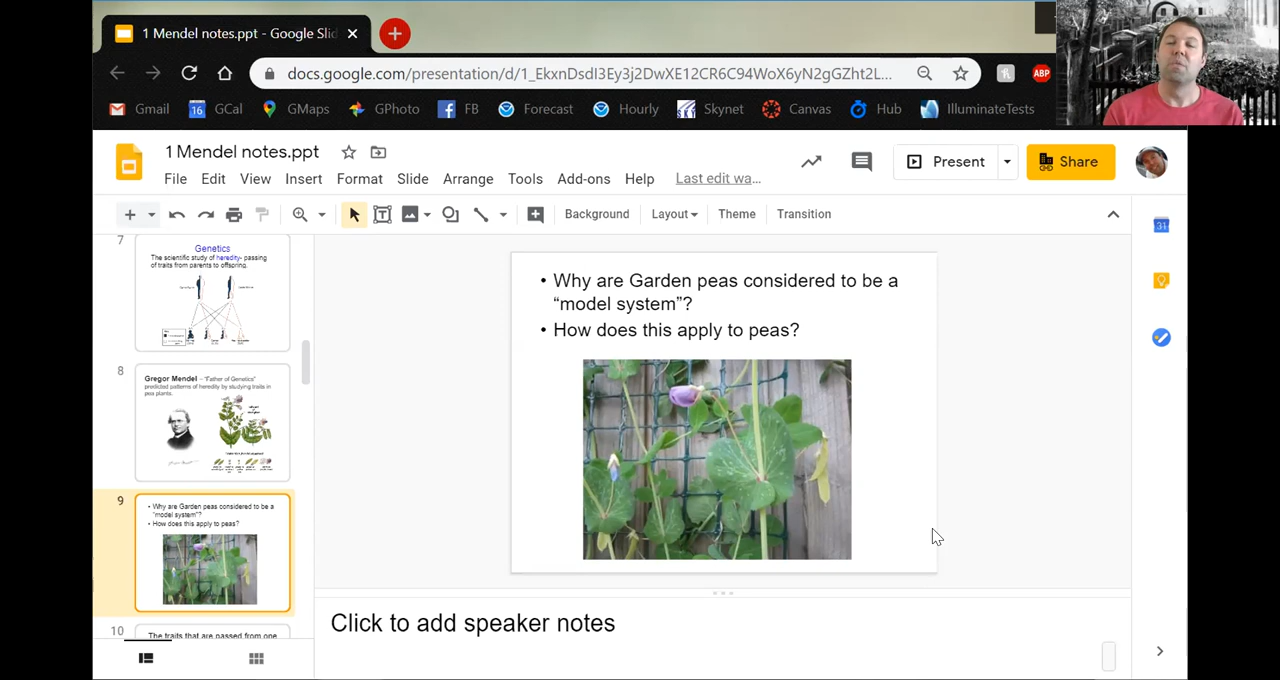 1 Mendel notes.ppt - Google Slid
docs.google.com/presentation/d/1_EkxnDsdI3Ey3j2DwXE12CR6C94WoX6yN2gGZht2L...
ABP
Gmail
16
GCal
GMaps
GPhoto
FB
Forecast
Hourly
Skynet
Canvas
Hub
IlluminateTests
1 Mendel notes.ppt
Present
Share
File Edit View Insert Format Slide Arrange Tools Add-ons Help Last edit wa...
Background Layout Theme Transition
31
7
Genetics
The scientific study of heredity- passing
of traits from parents to offspring.
8
Gregor Mendel – "Father of Genetics"
predicted patterns of heredity by studying traits in
pea plants.
9
• Why are Garden peas considered to be a
"model system"?
• How does this apply to peas?
10
The traits that are passed from one
• Why are Garden peas considered to be a
“model system”?
• How does this apply to peas?
Click to add speaker notes